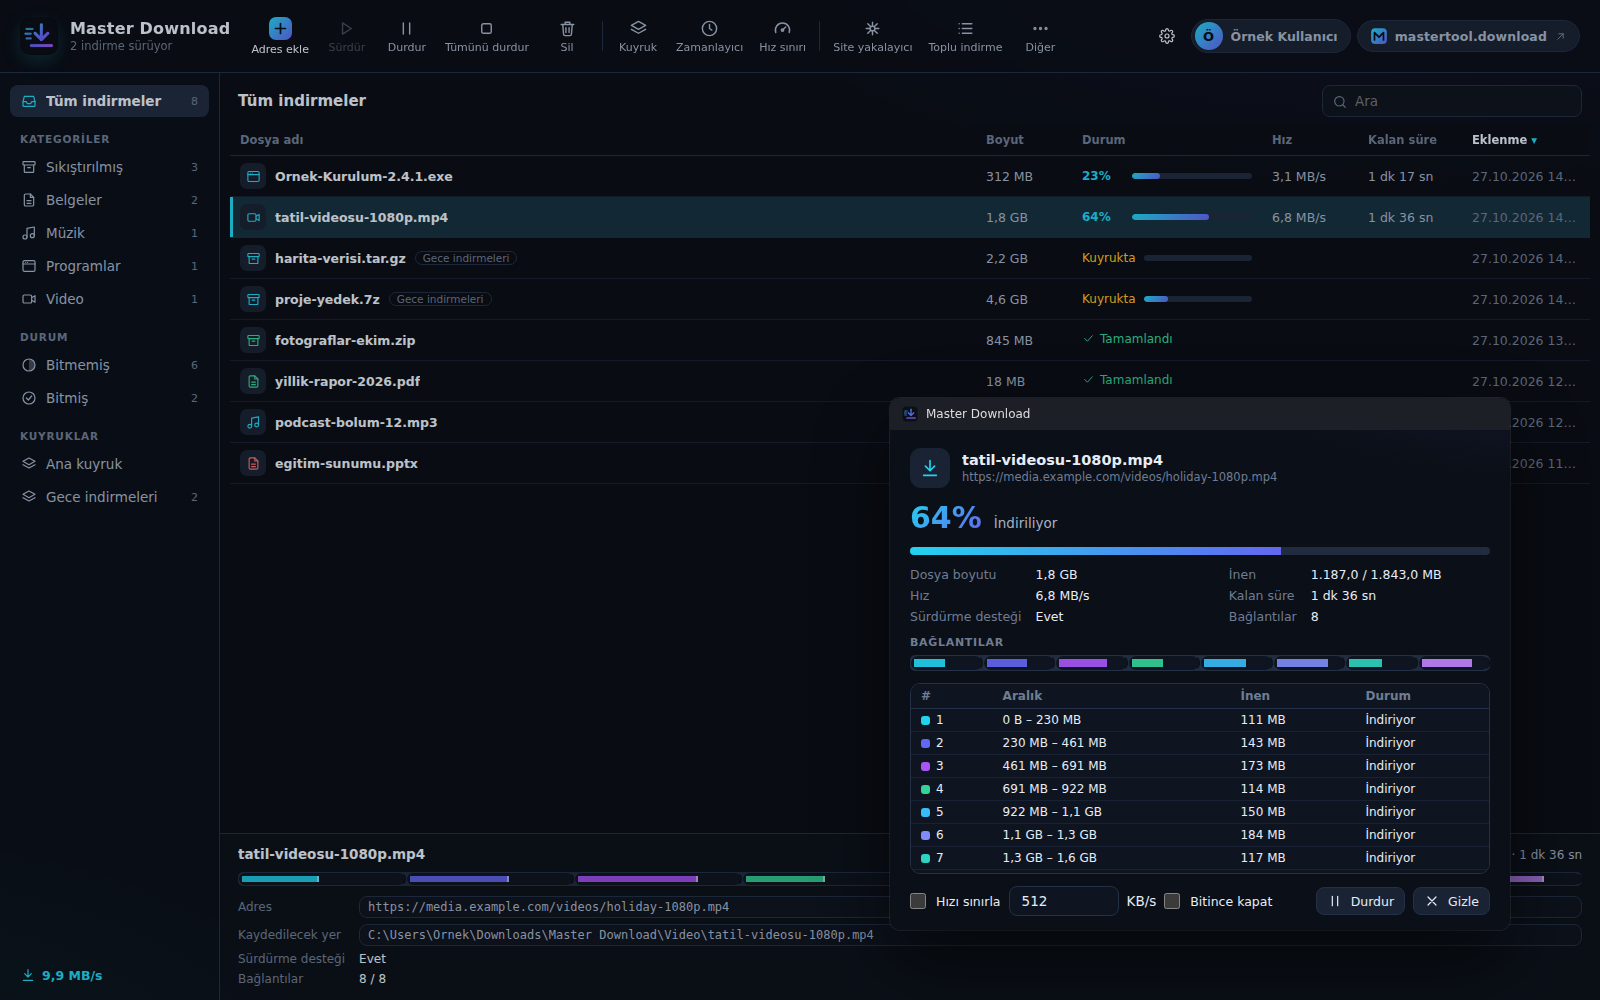 Master Download
2 indirme sürüyor
Adres ekle
Sürdür
Durdur
Tümünü durdur
Sil
Kuyruk
Zamanlayıcı
Hız sınırı
Site yakalayıcı
Toplu indirme
Diğer
Ö Örnek Kullanıcı
mastertool.download
Tüm indirmeler 8
KATEGORİLER
Sıkıştırılmış 3
Belgeler 2
Müzik 1
Programlar 1
Video 1
DURUM
Bitmemiş 6
Bitmiş 2
KUYRUKLAR
Ana kuyruk
Gece indirmeleri 2
9,9 MB/s
Tüm indirmeler
Ara
Dosya adı Boyut Durum Hız Kalan süre Eklenme ▾
Ornek-Kurulum-2.4.1.exe 312 MB 23% 3,1 MB/s 1 dk 17 sn 27.10.2026 14...
tatil-videosu-1080p.mp4 1,8 GB 64% 6,8 MB/s 1 dk 36 sn 27.10.2026 14...
harita-verisi.tar.gz Gece indirmeleri 2,2 GB Kuyrukta 27.10.2026 14...
proje-yedek.7z Gece indirmeleri 4,6 GB Kuyrukta 27.10.2026 14...
fotograflar-ekim.zip 845 MB Tamamlandı 27.10.2026 13...
yillik-rapor-2026.pdf 18 MB Tamamlandı 27.10.2026 12...
podcast-bolum-12.mp3 .2026 12...
egitim-sunumu.pptx .2026 11...
tatil-videosu-1080p.mp4 · 1 dk 36 sn
Adres https://media.example.com/videos/holiday-1080p.mp4
Kaydedilecek yer C:\Users\Ornek\Downloads\Master Download\Video\tatil-videosu-1080p.mp4
Sürdürme desteği Evet
Bağlantılar 8 / 8
Master Download
tatil-videosu-1080p.mp4
https://media.example.com/videos/holiday-1080p.mp4
64% İndiriliyor
Dosya boyutu 1,8 GB İnen 1.187,0 / 1.843,0 MB
Hız 6,8 MB/s Kalan süre 1 dk 36 sn
Sürdürme desteği Evet Bağlantılar 8
BAĞLANTILAR
# Aralık İnen Durum
1 0 B – 230 MB 111 MB İndiriyor
2 230 MB – 461 MB 143 MB İndiriyor
3 461 MB – 691 MB 173 MB İndiriyor
4 691 MB – 922 MB 114 MB İndiriyor
5 922 MB – 1,1 GB 150 MB İndiriyor
6 1,1 GB – 1,3 GB 184 MB İndiriyor
7 1,3 GB – 1,6 GB 117 MB İndiriyor
Hızı sınırla 512 KB/s Bitince kapat Durdur Gizle